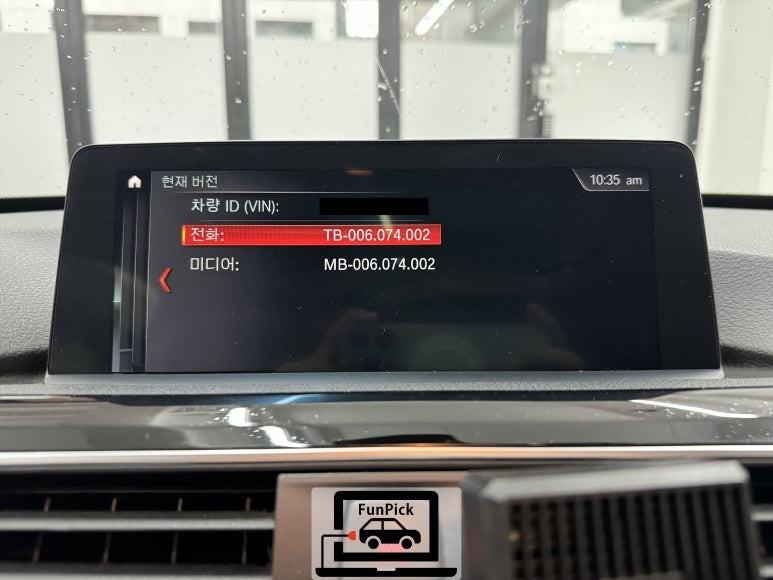 현재 버전
10:35 am
차량 ID (VIN):
전화: TB-006.074.002
미디어: MB-006.074.002
FunPick